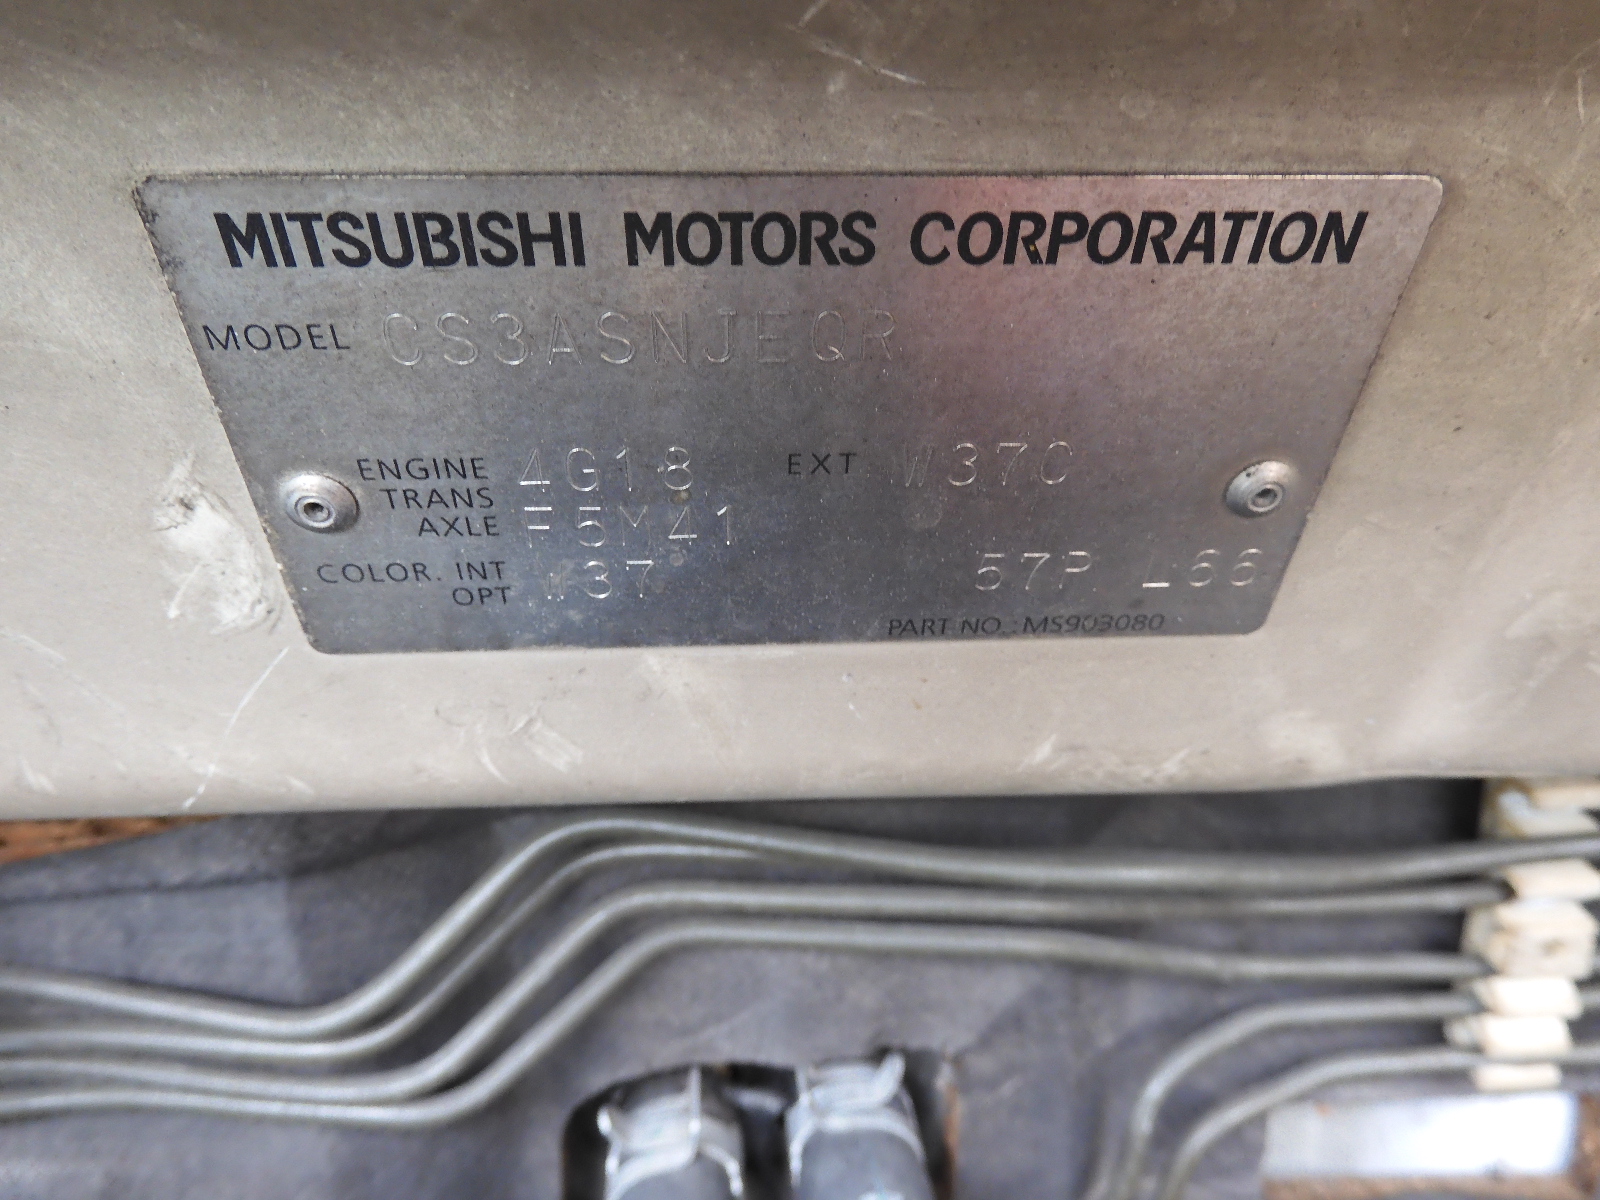 MITSUBISHI MOTORS CORPORATION
MODEL CS3ASNJEQR
ENGINE 4G18 EXT W37C
TRANS
AXLE F5M41
COLOR. INT W37 57P L66
OPT
PART NO.: MS903080